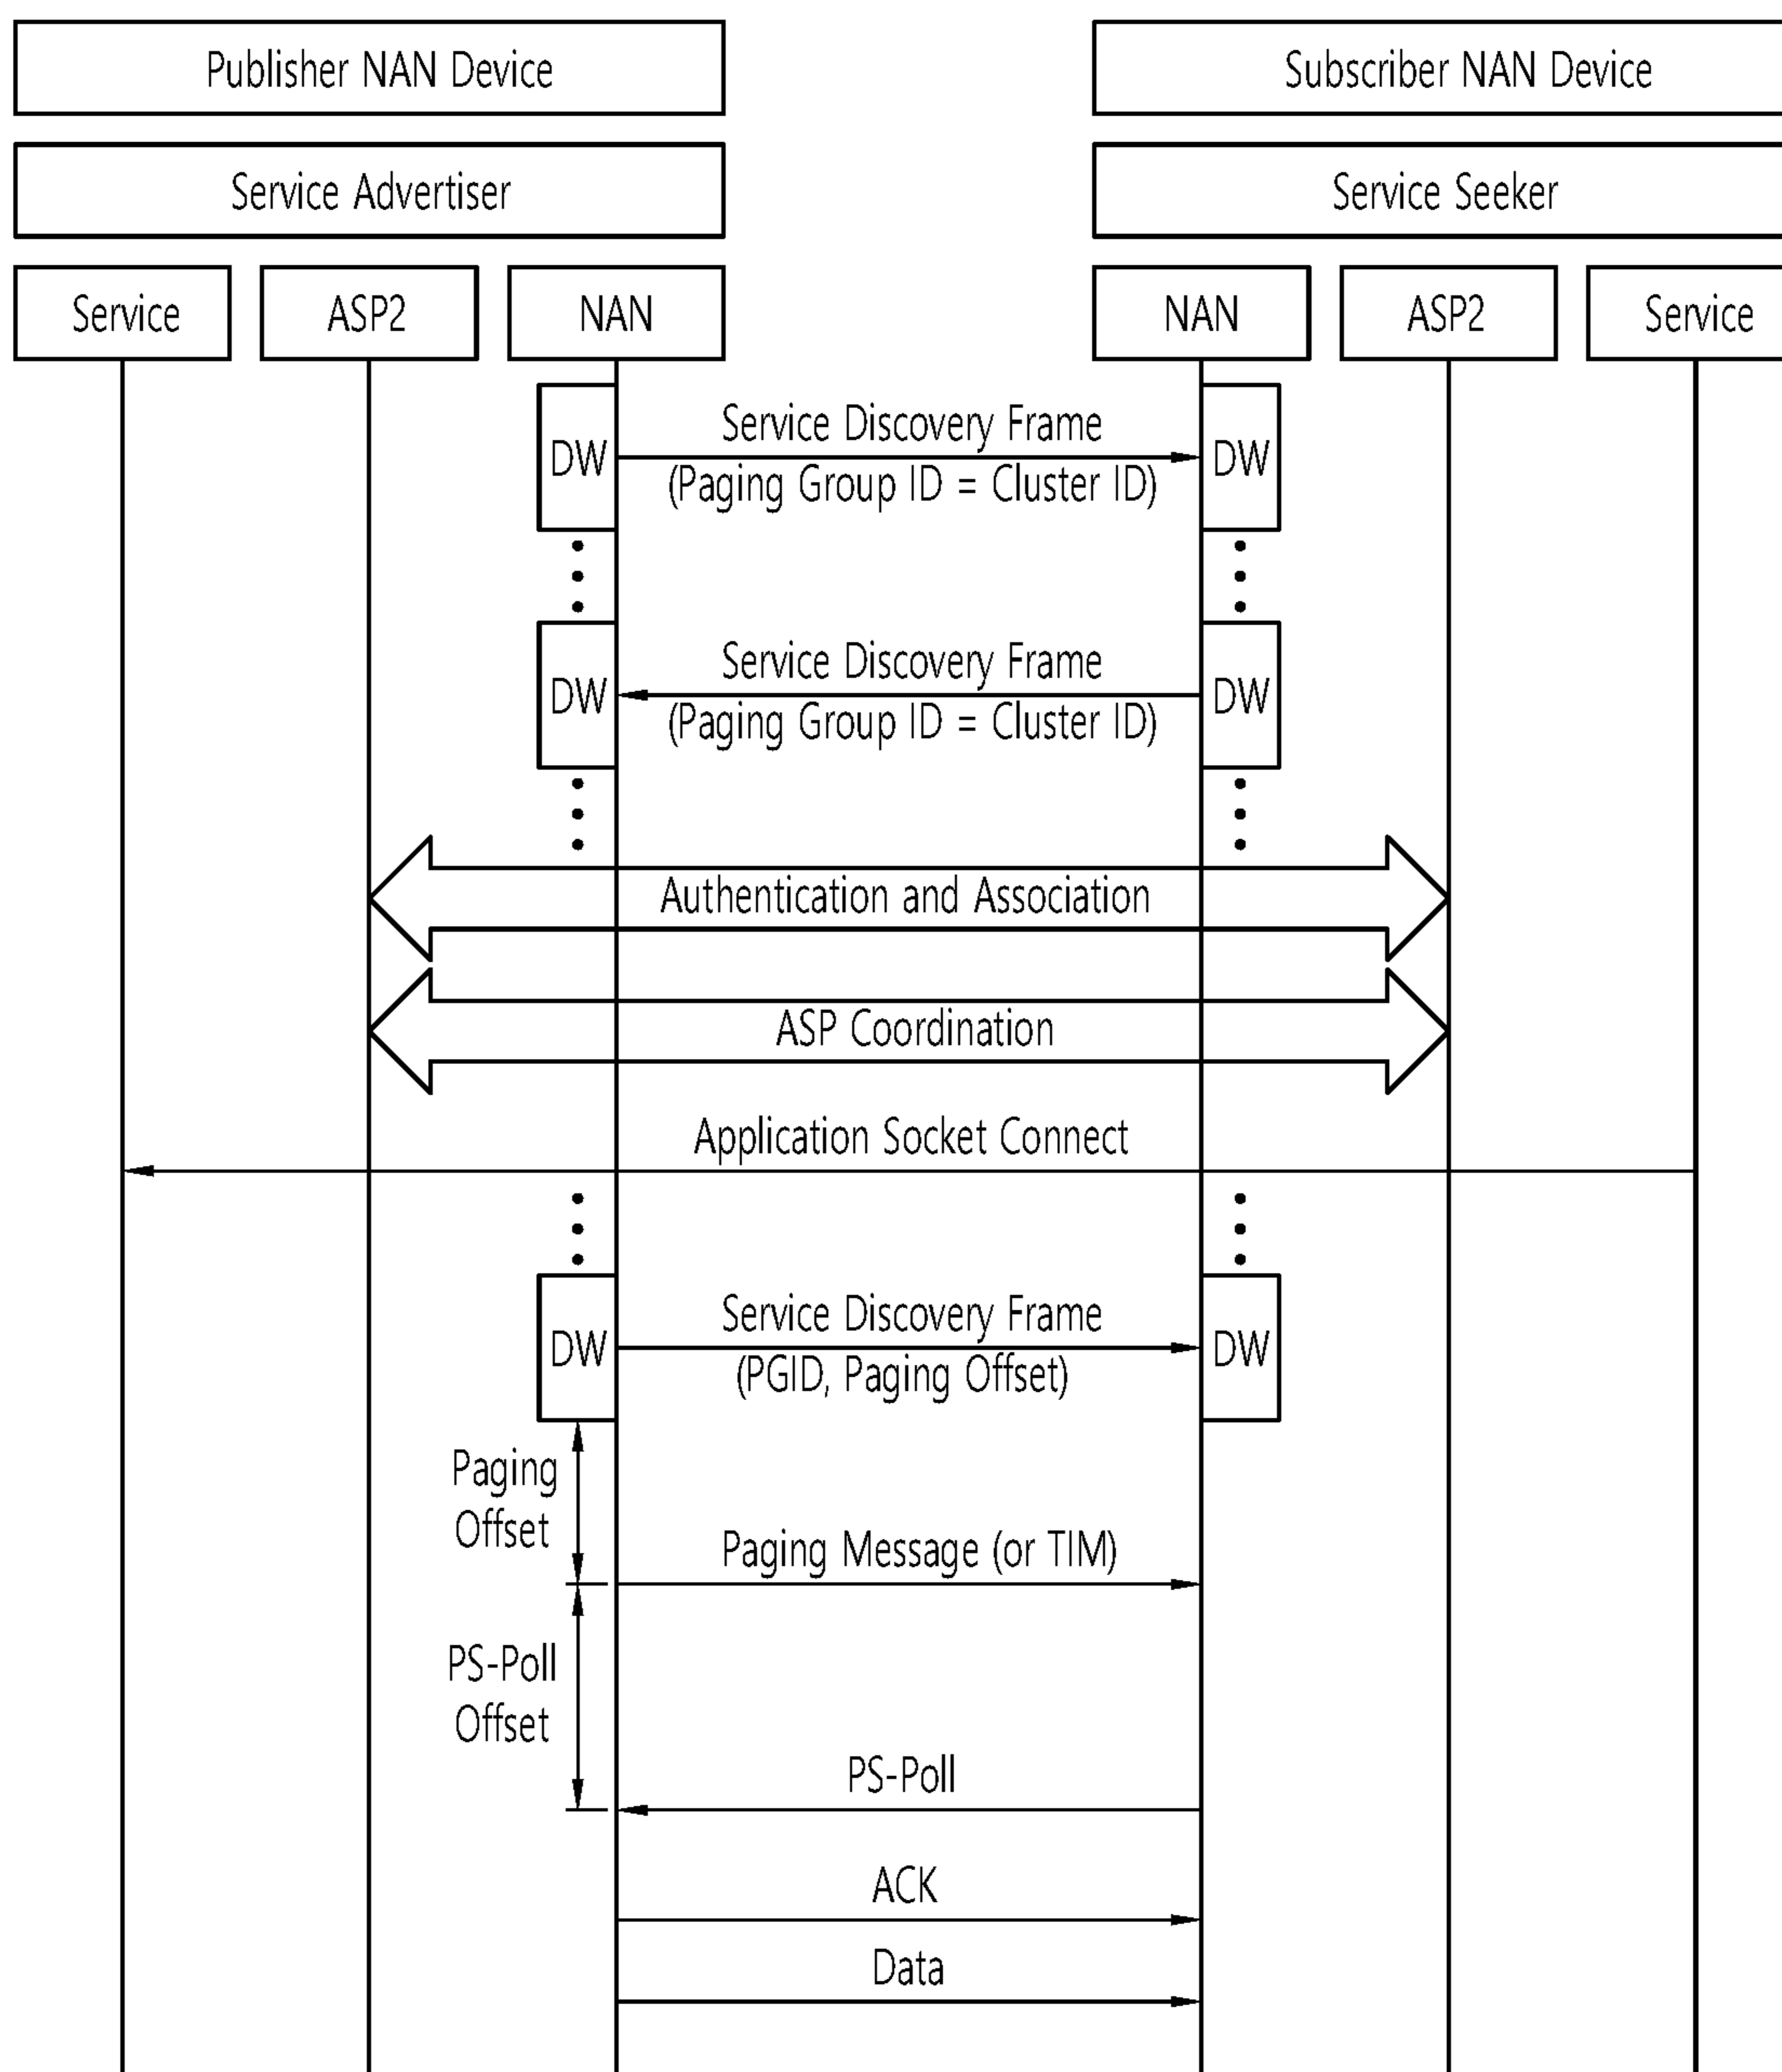 Publisher NAN Device
Subscriber NAN Device
Service Advertiser
Service Seeker
Service
ASP2
NAN
NAN
ASP2
Service
DW
Service Discovery Frame
(Paging Group ID = Cluster ID)
DW
DW
Service Discovery Frame
(Paging Group ID = Cluster ID)
DW
Authentication and Association
ASP Coordination
Application Socket Connect
DW
Service Discovery Frame
(PGID, Paging Offset)
DW
Paging
Offset
Paging Message (or TIM)
PS-Poll
Offset
PS-Poll
ACK
Data